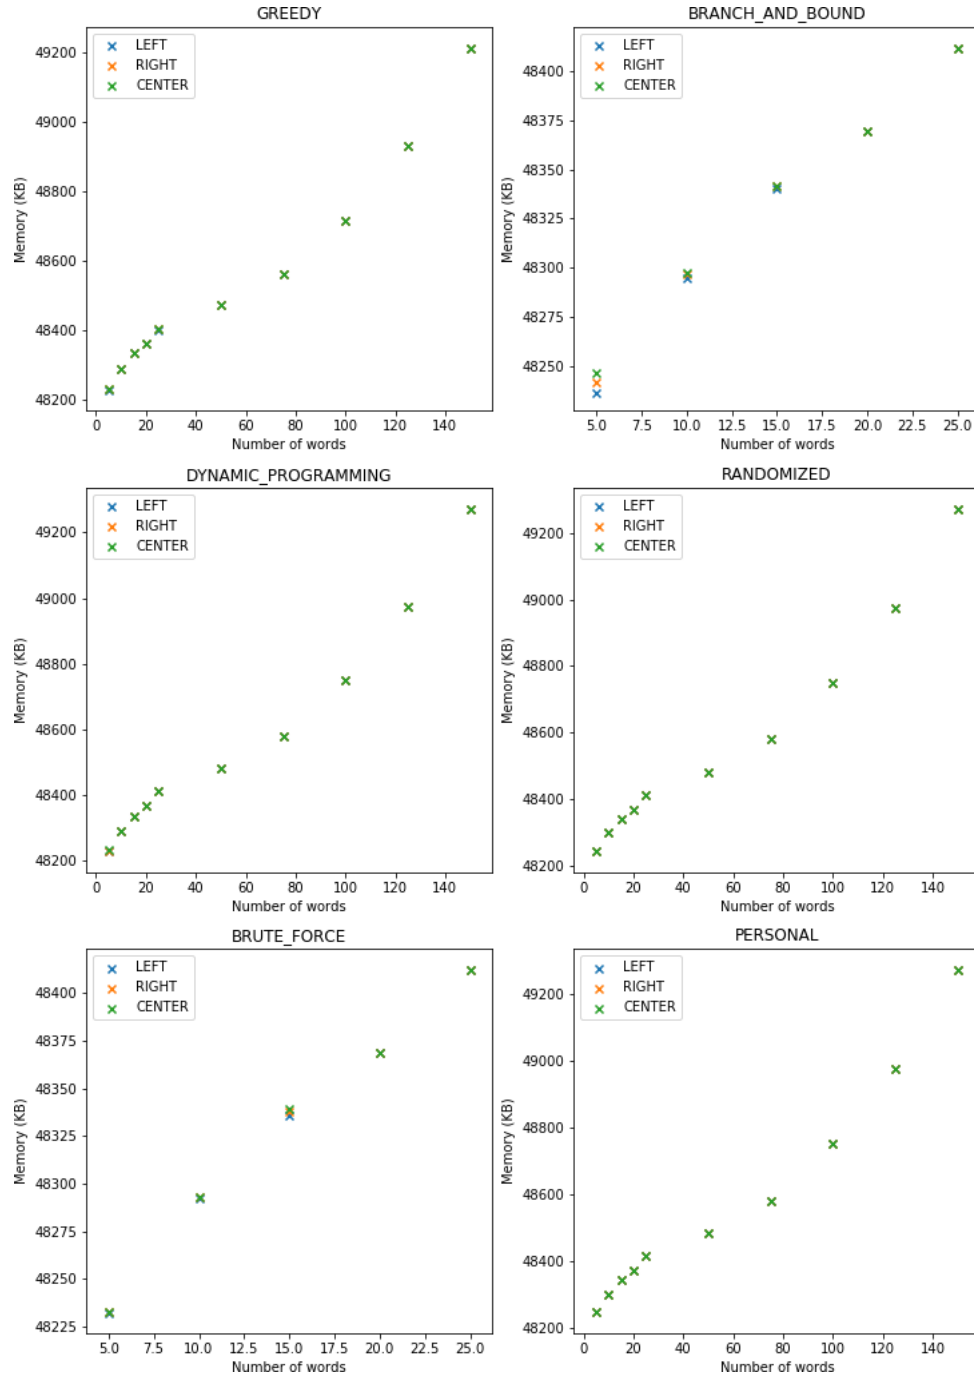 GREEDY
LEFT
RIGHT
CENTER
49200
49000
48800
48600
48400
48200
Memory (KB)
0 20 40 60 80 100 120 140
Number of words
BRANCH_AND_BOUND
LEFT
RIGHT
CENTER
48400
48375
48350
48325
48300
48275
48250
Memory (KB)
5.0 7.5 10.0 12.5 15.0 17.5 20.0 22.5 25.0
Number of words
DYNAMIC_PROGRAMMING
LEFT
RIGHT
CENTER
49200
49000
48800
48600
48400
48200
Memory (KB)
0 20 40 60 80 100 120 140
Number of words
RANDOMIZED
LEFT
RIGHT
CENTER
49200
49000
48800
48600
48400
48200
Memory (KB)
0 20 40 60 80 100 120 140
Number of words
BRUTE_FORCE
LEFT
RIGHT
CENTER
48400
48375
48350
48325
48300
48275
48250
48225
Memory (KB)
5.0 7.5 10.0 12.5 15.0 17.5 20.0 22.5 25.0
Number of words
PERSONAL
LEFT
RIGHT
CENTER
49200
49000
48800
48600
48400
48200
Memory (KB)
0 20 40 60 80 100 120 140
Number of words